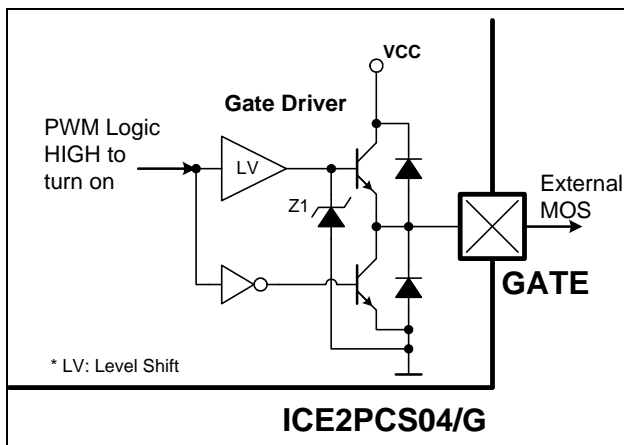 VCC
Gate Driver
PWM Logic
HIGH to
turn on
LV
Z1
External
MOS
GATE
* LV: Level Shift
ICE2PCS04/G